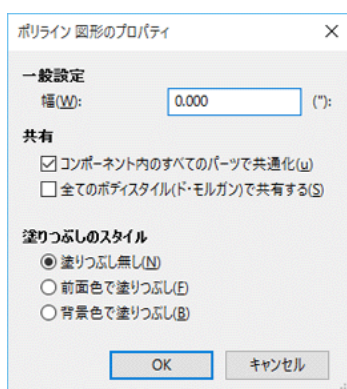 ポリライン 図形のプロパティ
一般設定
幅(W): 0.000 ("):
共有
コンポーネント内のすべてのパーツで共通化(u)
全てのボディスタイル(ド・モルガン)で共有する(S)
塗りつぶしのスタイル
塗りつぶし無し(N)
前面色で塗りつぶし(F)
背景色で塗りつぶし(B)
OK キャンセル